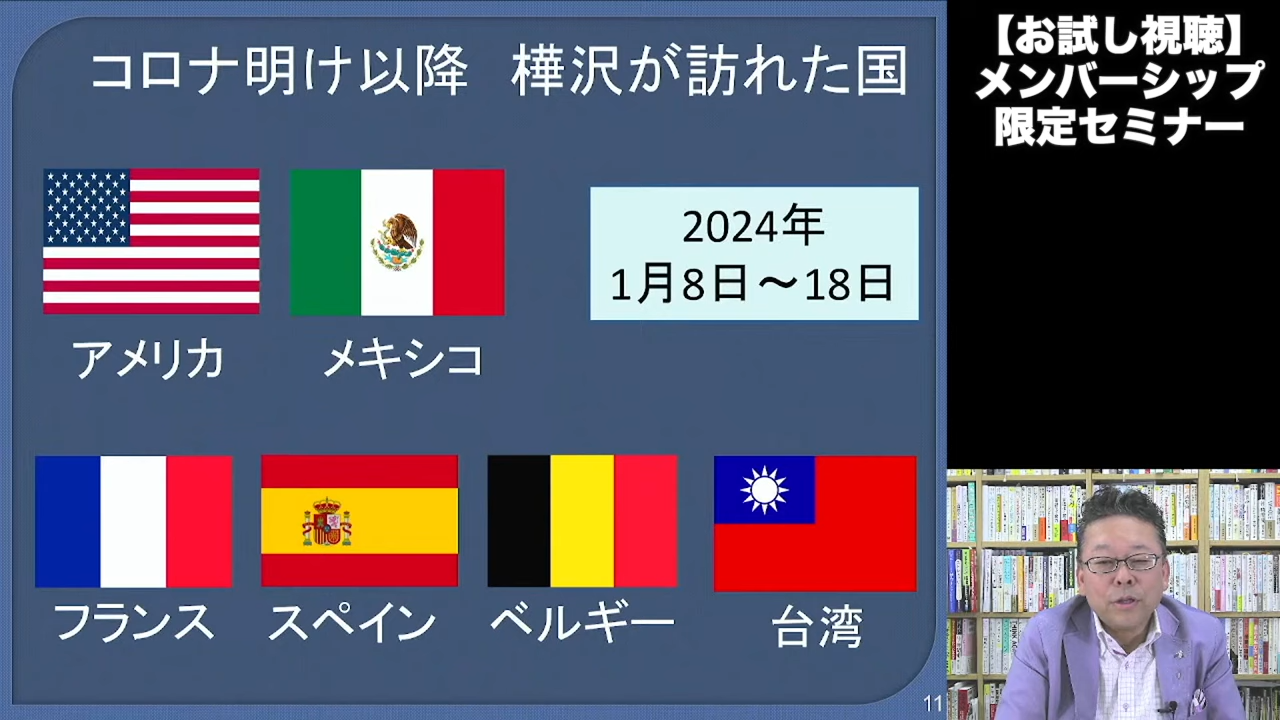 コロナ明け以降　樺沢が訪れた国
【お試し視聴】
メンバーシップ
限定セミナー
2024年
1月8日～18日
アメリカ
メキシコ
フランス
スペイン
ベルギー
台湾
11